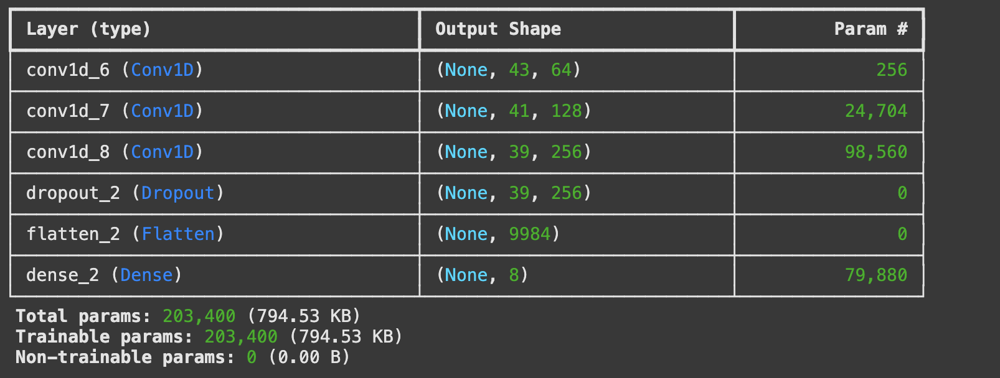 Layer (type) Output Shape Param #
conv1d_6 (Conv1D) (None, 43, 64) 256
conv1d_7 (Conv1D) (None, 41, 128) 24,704
conv1d_8 (Conv1D) (None, 39, 256) 98,560
dropout_2 (Dropout) (None, 39, 256) 0
flatten_2 (Flatten) (None, 9984) 0
dense_2 (Dense) (None, 8) 79,880
Total params: 203,400 (794.53 KB)
Trainable params: 203,400 (794.53 KB)
Non-trainable params: 0 (0.00 B)